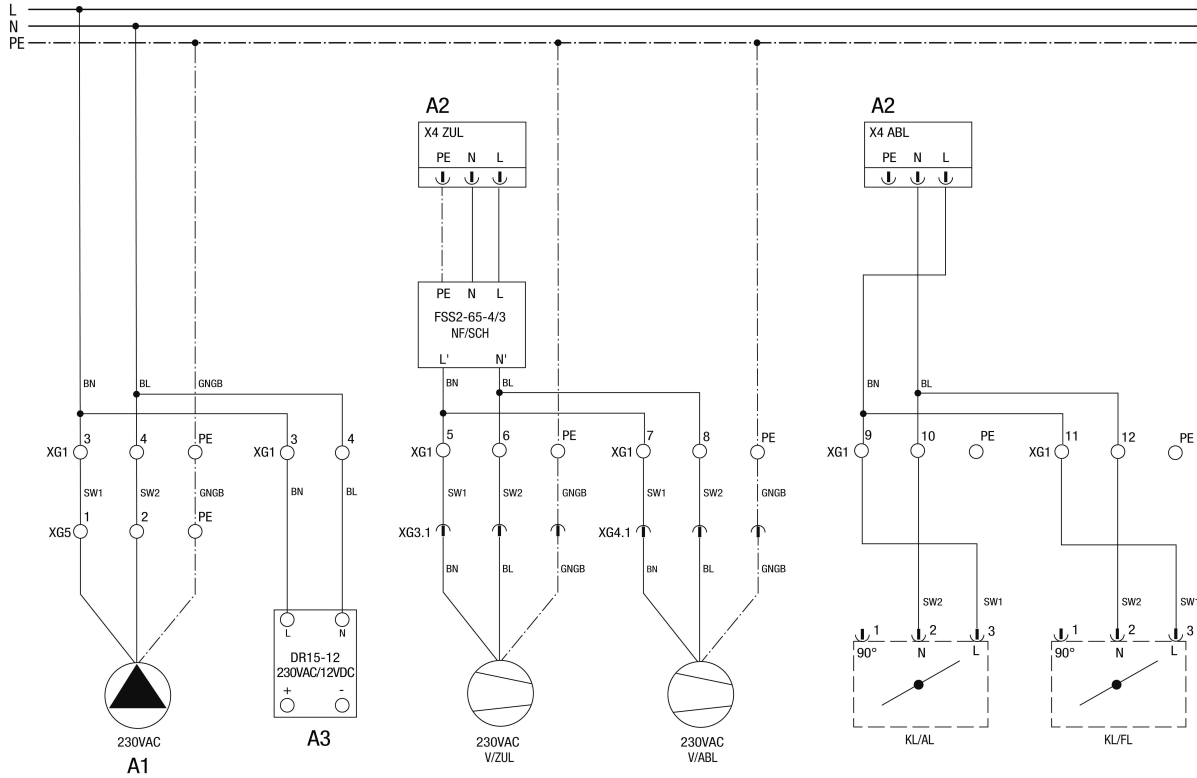 L
N
PE
A2
A2
X4 ZUL
X4 ABL
PE N L
PE N L
PE N L
FSS2-65-4/3
NF/SCH
L' N'
BN BL GNGB BN BL BN BL
3 4 PE 3 4 5 6 PE 7 8 PE 9 10 PE 11 12 PE
XG1 XG1 XG1 XG1 XG1 XG1
SW1 SW2 GNGB BN BL SW1 SW2 GNGB SW1 SW2 GNGB
1 2 PE
XG5 XG3.1 XG4.1
BN BL GNGB BN BL GNGB
SW2 SW1 SW2 SW1
1 2 3 1 2 3
L N
90° N L 90° N L
DR15-12
230VAC/12VDC
+ -
230VAC
A1
A3
230VAC
V/ZUL
230VAC
V/ABL
KL/AL
KL/FL